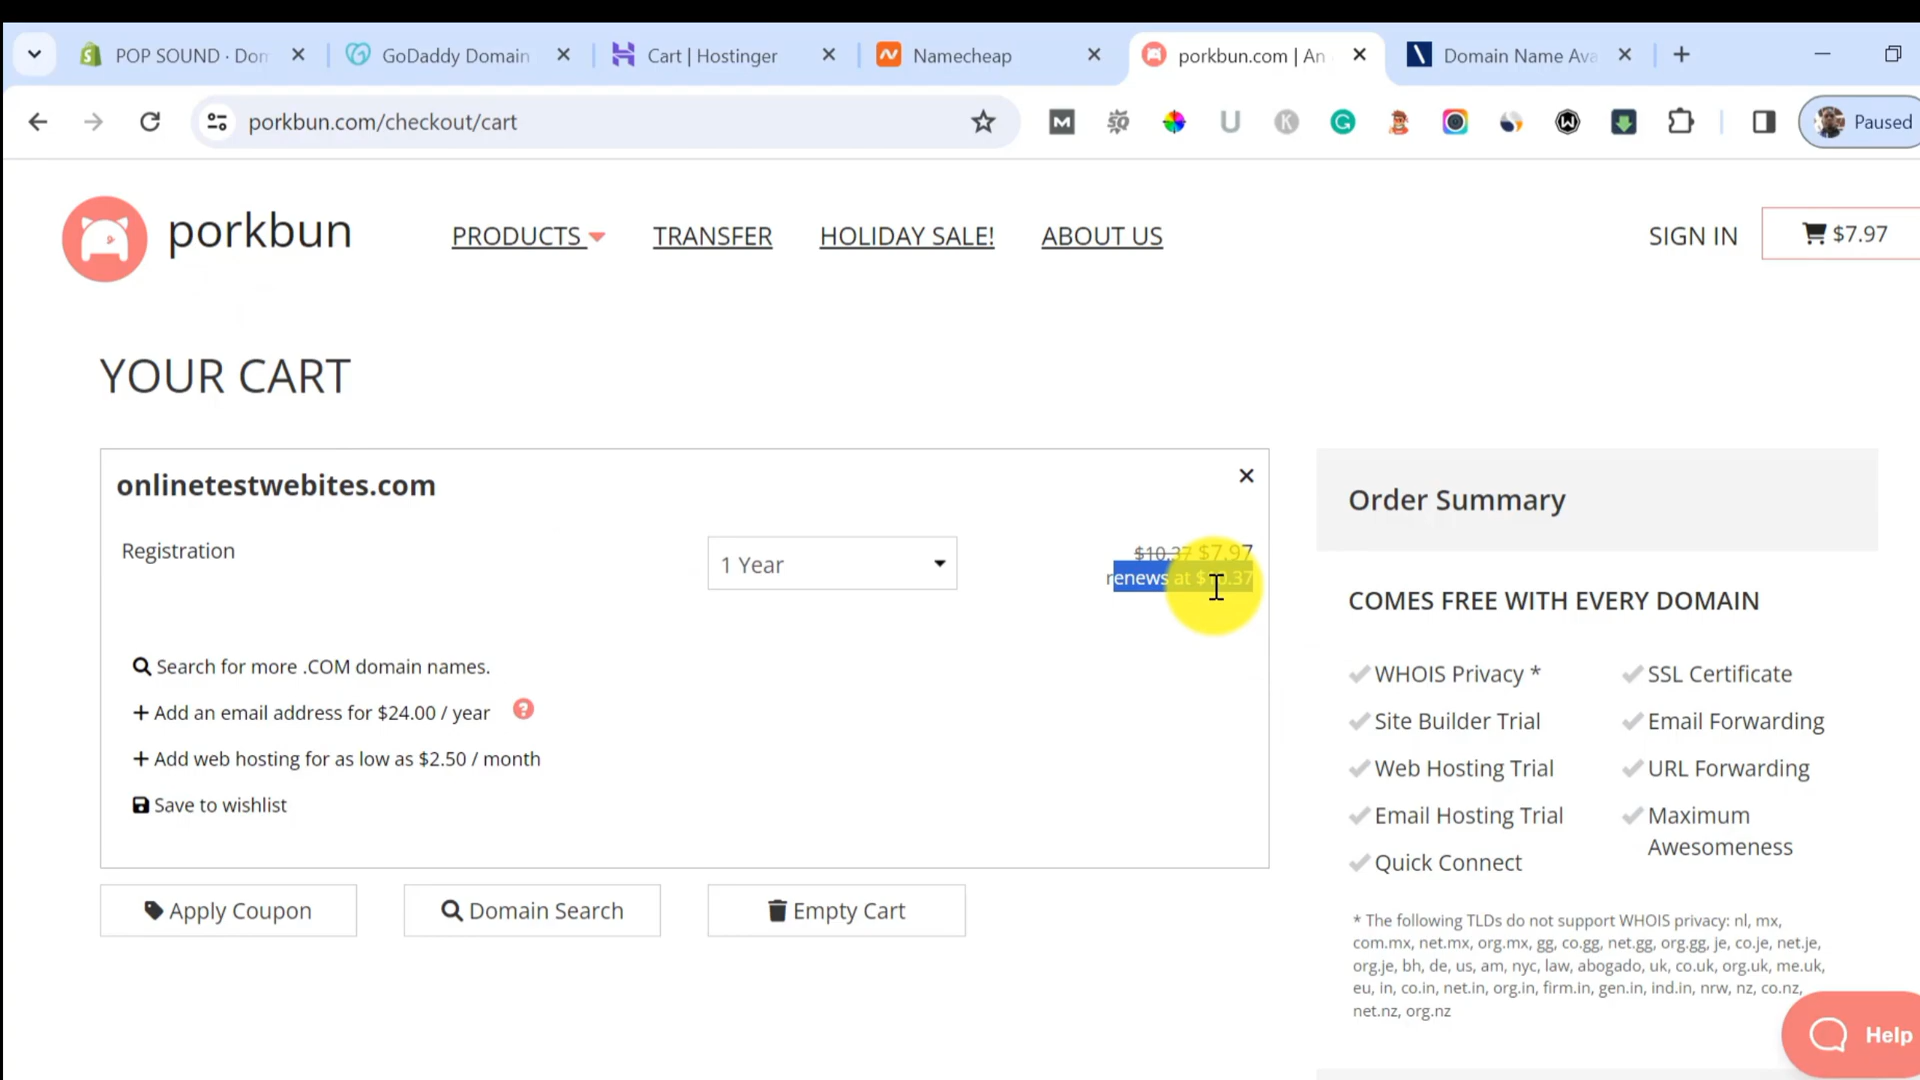 POP SOUND · Dom
GoDaddy Domain
Cart | Hostinger
Namecheap
porkbun.com | An
Domain Name Ava
porkbun.com/checkout/cart
Paused
porkbun
PRODUCTS
TRANSFER
HOLIDAY SALE!
ABOUT US
SIGN IN
$7.97
YOUR CART
onlinetestwebites.com
Registration
1 Year
$10.37 $7.97
renews at $10.37
Search for more .COM domain names.
+ Add an email address for $24.00 / year ?
+ Add web hosting for as low as $2.50 / month
Save to wishlist
Apply Coupon
Domain Search
Empty Cart
Order Summary
COMES FREE WITH EVERY DOMAIN
WHOIS Privacy *
SSL Certificate
Site Builder Trial
Email Forwarding
Web Hosting Trial
URL Forwarding
Email Hosting Trial
Maximum
Awesomeness
Quick Connect
* The following TLDs do not support WHOIS privacy: nl, mx,
com.mx, net.mx, org.mx, gg, co.gg, net.gg, org.gg, je, co.je, net.je,
org.je, bh, de, us, am, nyc, law, abogado, uk, co.uk, org.uk, me.uk,
eu, in, co.in, net.in, org.in, firm.in, gen.in, ind.in, nrw, nz, co.nz,
net.nz, org.nz
Help